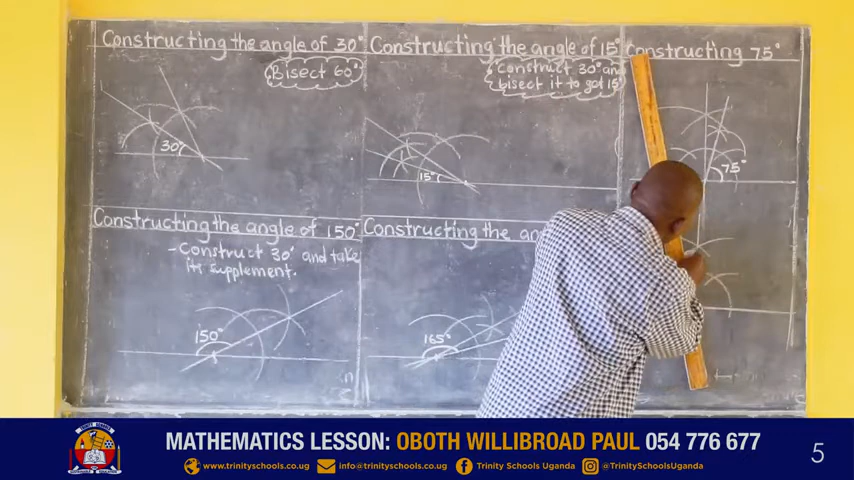 Constructing the angle of 30°
Bisect 60°
30°
Constructing the angle of 15°
Construct 30° and
bisect it to get 15°
15°
Constructing 75°
75°
Constructing the angle of 150°
- Construct 30° and take
its supplement.
150°
Constructing the
165°
MATHEMATICS LESSON: OBOTH WILLIBROAD PAUL 054 776 677
www.trinityschools.co.ug info@trinityschools.co.ug Trinity Schools Uganda @TrinitySchoolsUganda
5